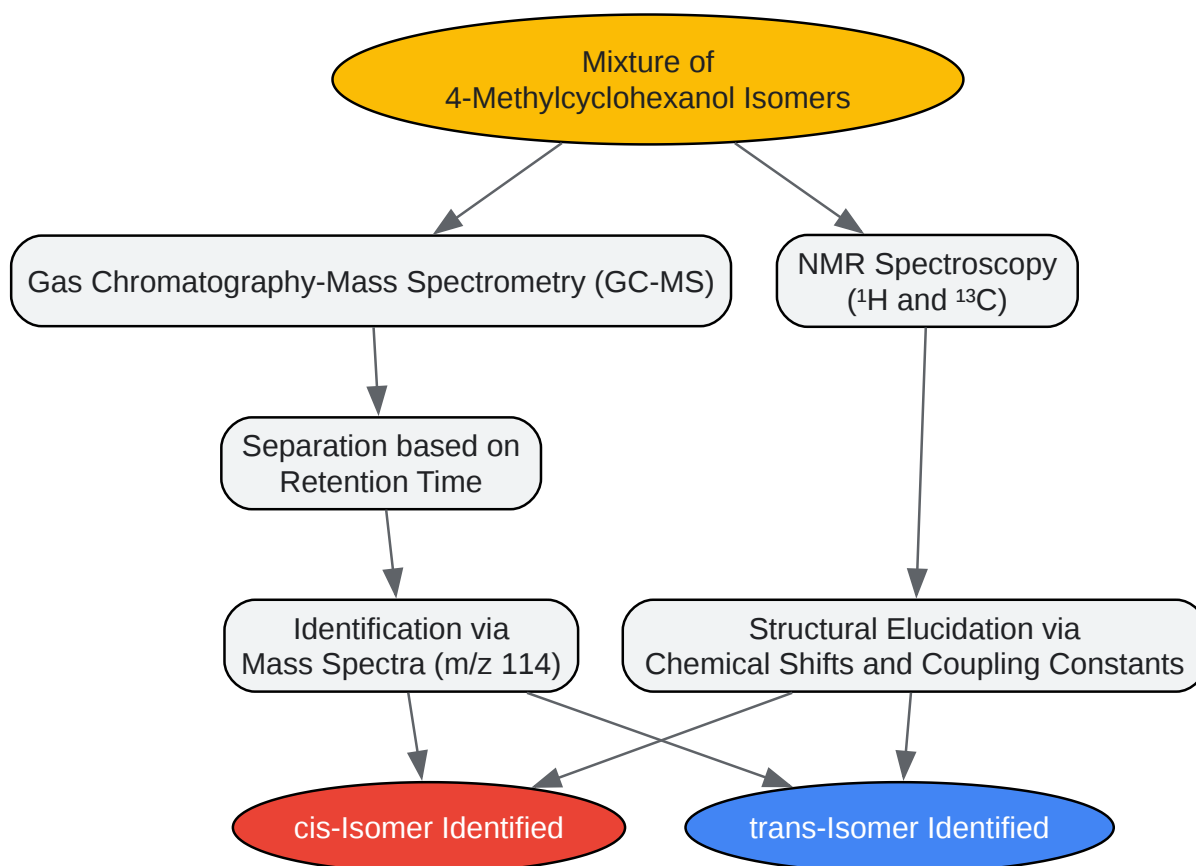 Mixture of
4-Methylcyclohexanol Isomers
Gas Chromatography-Mass Spectrometry (GC-MS)
NMR Spectroscopy
(¹H and ¹³C)
Separation based on
Retention Time
Identification via
Mass Spectra (m/z 114)
Structural Elucidation via
Chemical Shifts and Coupling Constants
cis-Isomer Identified
trans-Isomer Identified